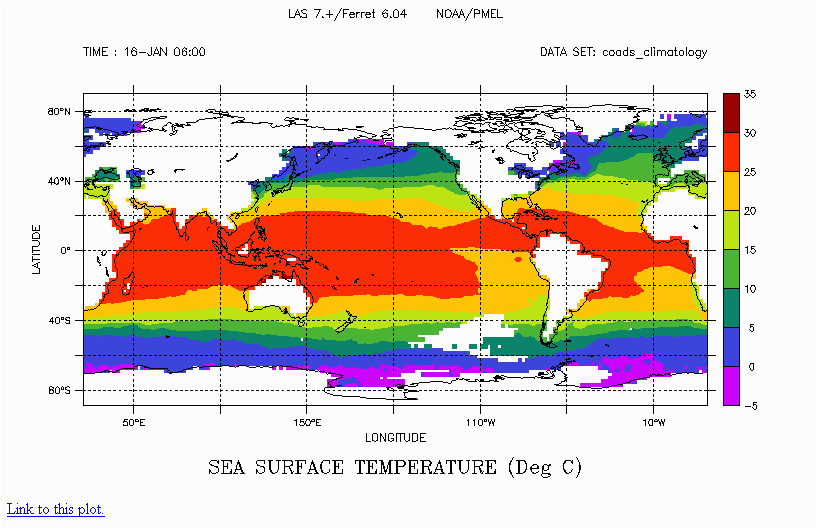 LAS 7.+/Ferret 6.04 NOAA/PMEL
TIME : 16-JAN 06:00 DATA SET: coads_climatology
LATITUDE
80°N
40°N
0°
40°S
80°S
50°E 150°E 110°W 10°W
LONGITUDE
35
30
25
20
15
10
5
0
-5
SEA SURFACE TEMPERATURE (Deg C)
Link to this plot.